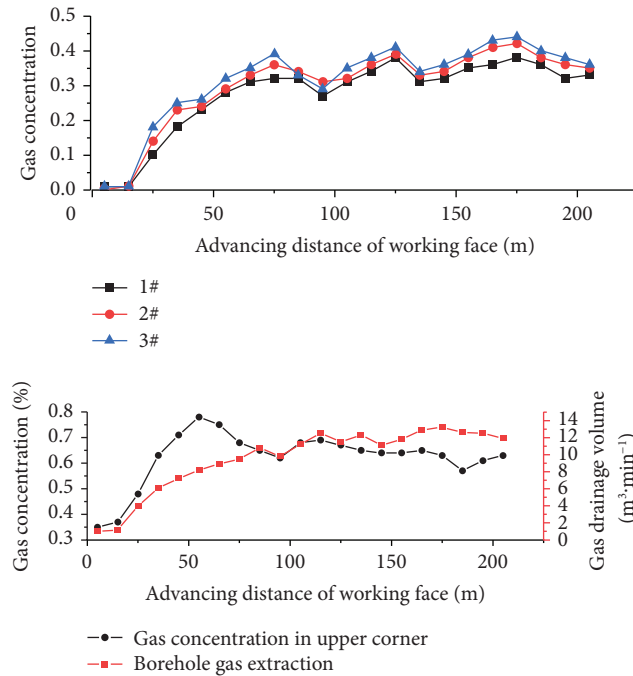 Gas concentration
0.5
0.4
0.3
0.2
0.1
0.0
0 50 100 150 200
Advancing distance of working face (m)
1#
2#
3#
Gas concentration (%)
0.8
0.7
0.6
0.5
0.4
0.3
14
12
10
8
6
4
2
0
Gas drainage volume
(m³·min⁻¹)
0 50 100 150 200
Advancing distance of working face (m)
Gas concentration in upper corner
Borehole gas extraction